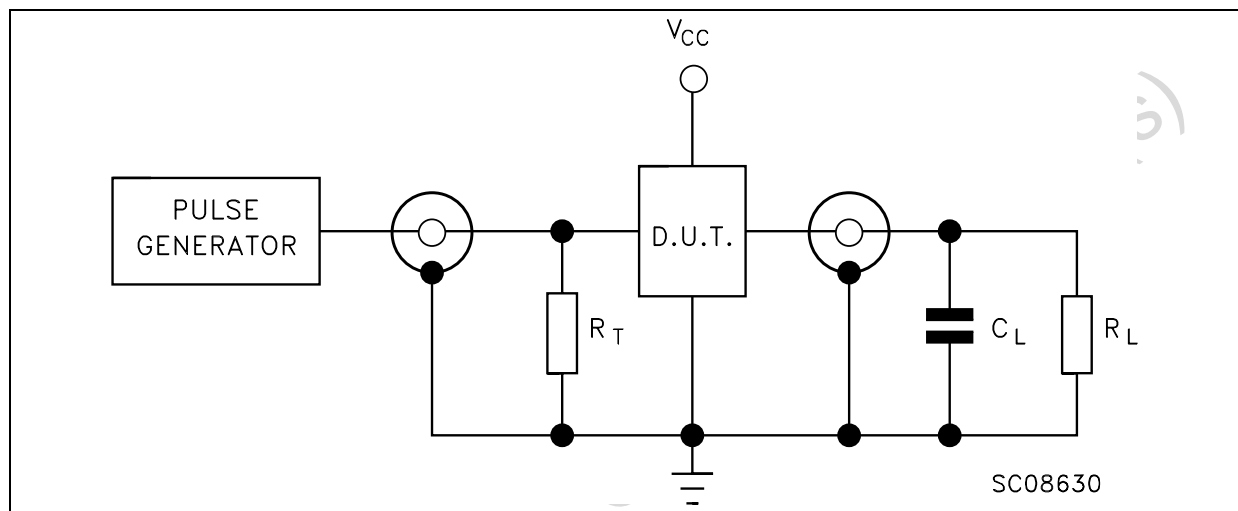 VCC
PULSE
GENERATOR
D.U.T.
RT
CL
RL
SC08630